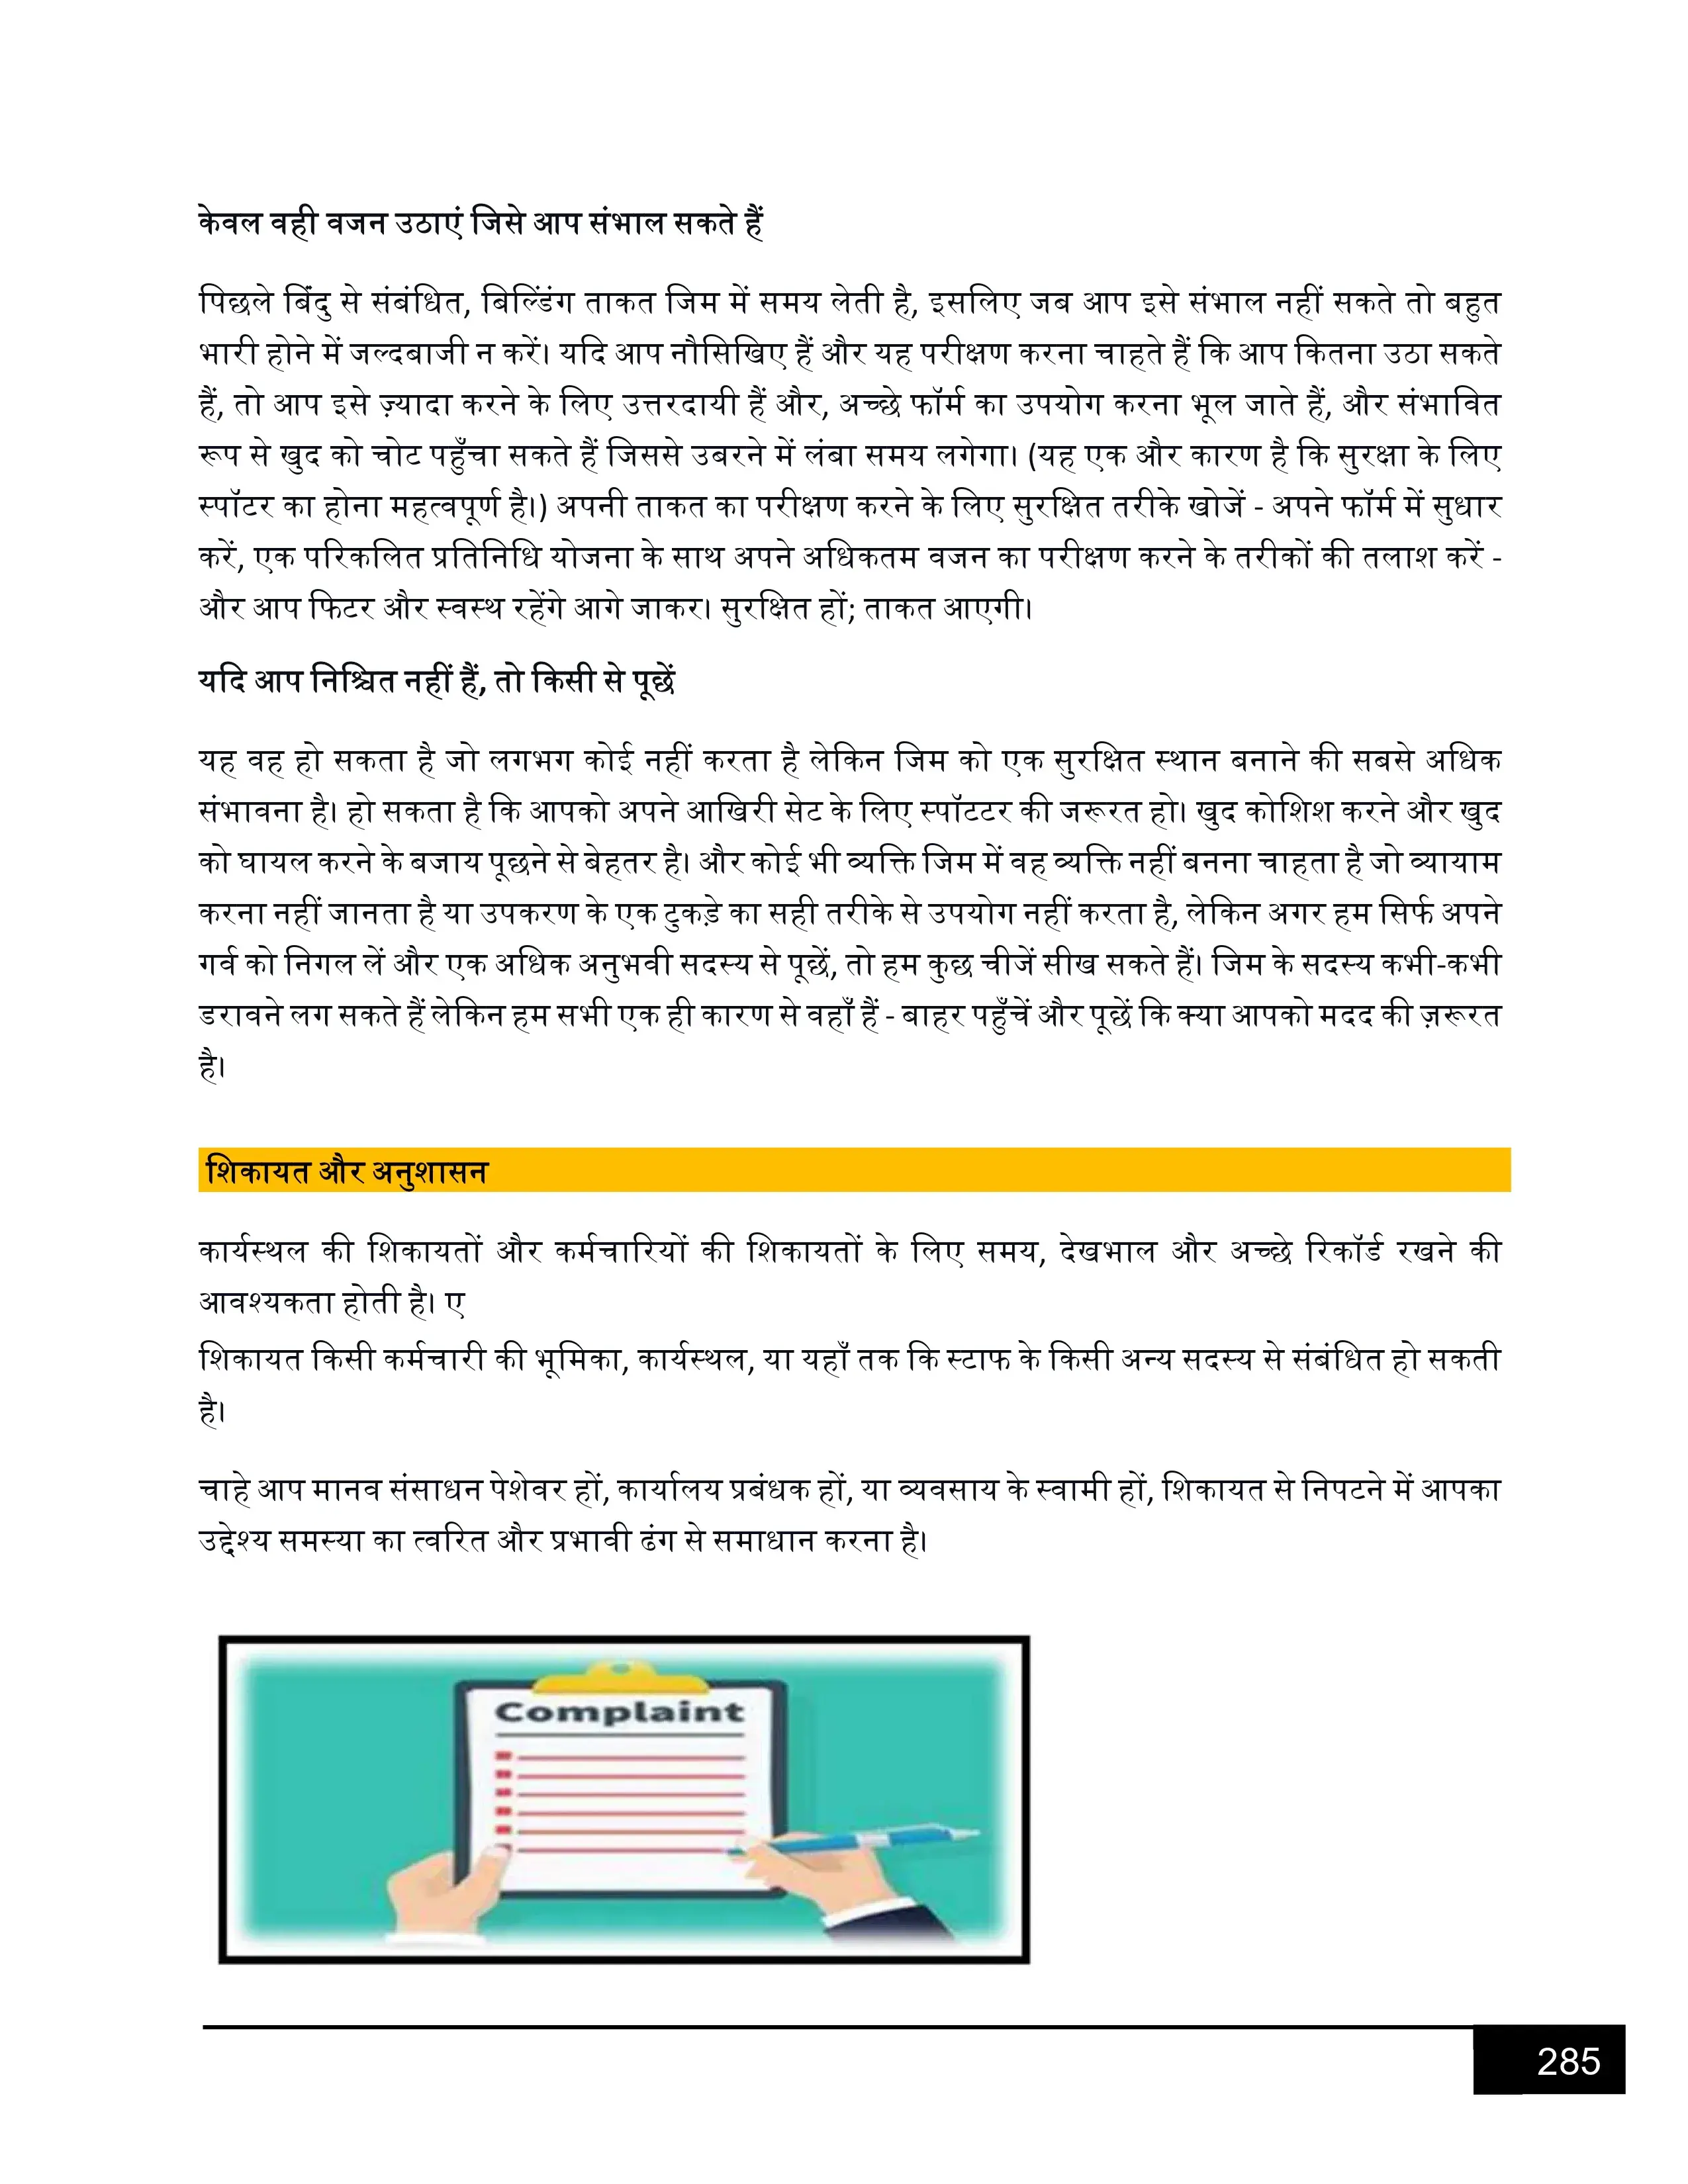 केवल वही वजन उठाएं जिसे आप संभाल सकते हैं
पिछले बिंदु से संबंधित, बिल्डिंग ताकत जिम में समय लेती है, इसलिए जब आप इसे संभाल नहीं सकते तो बहुत
भारी होने में जल्दबाजी न करें। यदि आप नौसिखिए हैं और यह परीक्षण करना चाहते हैं कि आप कितना उठा सकते
हैं, तो आप इसे ज़्यादा करने के लिए उत्तरदायी हैं और, अच्छे फॉर्म का उपयोग करना भूल जाते हैं, और संभावित
रूप से खुद को चोट पहुँचा सकते हैं जिससे उबरने में लंबा समय लगेगा। (यह एक और कारण है कि सुरक्षा के लिए
स्पॉटर का होना महत्वपूर्ण है।) अपनी ताकत का परीक्षण करने के लिए सुरक्षित तरीके खोजें - अपने फॉर्म में सुधार
करें, एक परिकलित प्रतिनिधि योजना के साथ अपने अधिकतम वजन का परीक्षण करने के तरीकों की तलाश करें -
और आप फिटर और स्वस्थ रहेंगे आगे जाकर। सुरक्षित हों; ताकत आएगी।
यदि आप निश्चित नहीं हैं, तो किसी से पूछें
यह वह हो सकता है जो लगभग कोई नहीं करता है लेकिन जिम को एक सुरक्षित स्थान बनाने की सबसे अधिक
संभावना है। हो सकता है कि आपको अपने आखिरी सेट के लिए स्पॉटटर की जरूरत हो। खुद कोशिश करने और खुद
को घायल करने के बजाय पूछने से बेहतर है। और कोई भी व्यक्ति जिम में वह व्यक्ति नहीं बनना चाहता है जो व्यायाम
करना नहीं जानता है या उपकरण के एक टुकड़े का सही तरीके से उपयोग नहीं करता है, लेकिन अगर हम सिर्फ अपने
गर्व को निगल लें और एक अधिक अनुभवी सदस्य से पूछें, तो हम कुछ चीजें सीख सकते हैं। जिम के सदस्य कभी-कभी
डरावने लग सकते हैं लेकिन हम सभी एक ही कारण से वहाँ हैं - बाहर पहुँचें और पूछें कि क्या आपको मदद की ज़रूरत
है।
शिकायत और अनुशासन
कार्यस्थल की शिकायतों और कर्मचारियों की शिकायतों के लिए समय, देखभाल और अच्छे रिकॉर्ड रखने की
आवश्यकता होती है। ए
शिकायत किसी कर्मचारी की भूमिका, कार्यस्थल, या यहाँ तक कि स्टाफ के किसी अन्य सदस्य से संबंधित हो सकती
है।
चाहे आप मानव संसाधन पेशेवर हों, कार्यालय प्रबंधक हों, या व्यवसाय के स्वामी हों, शिकायत से निपटने में आपका
उद्देश्य समस्या का त्वरित और प्रभावी ढंग से समाधान करना है।
Complaint
285